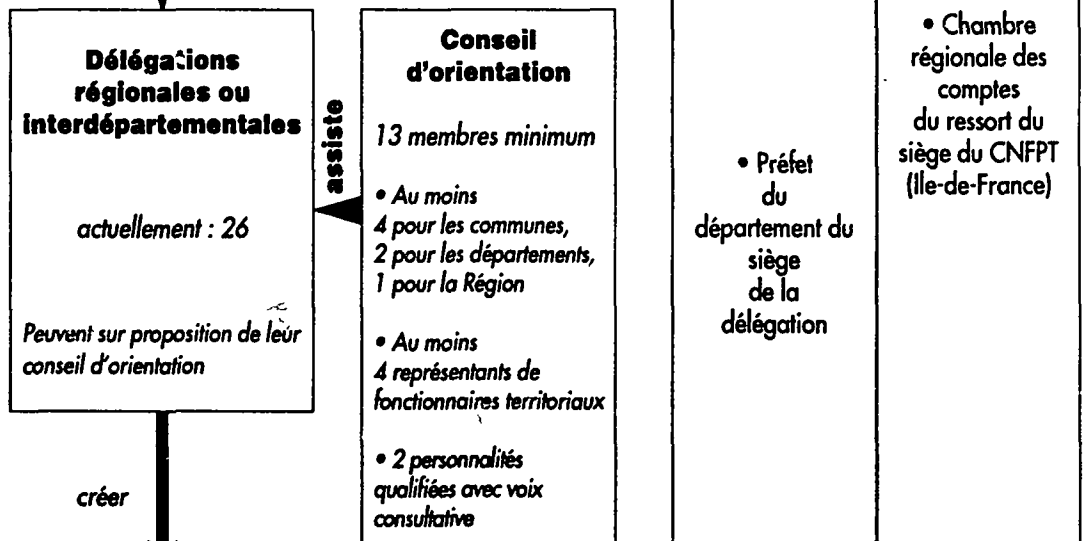 Délégations
régionales ou
interdépartementales
actuellement : 26
Peuvent sur proposition de leur
conseil d'orientation
créer
assiste
Conseil
d'orientation
13 membres minimum
• Au moins
4 pour les communes,
2 pour les départements,
1 pour la Région
• Au moins
4 représentants de
fonctionnaires territoriaux
• 2 personnalités
qualifiées avec voix
consultative
• Préfet
du
département du
siège
de la
délégation
• Chambre
régionale des
comptes
du ressort du
siège du CNFPT
(Ile-de-France)